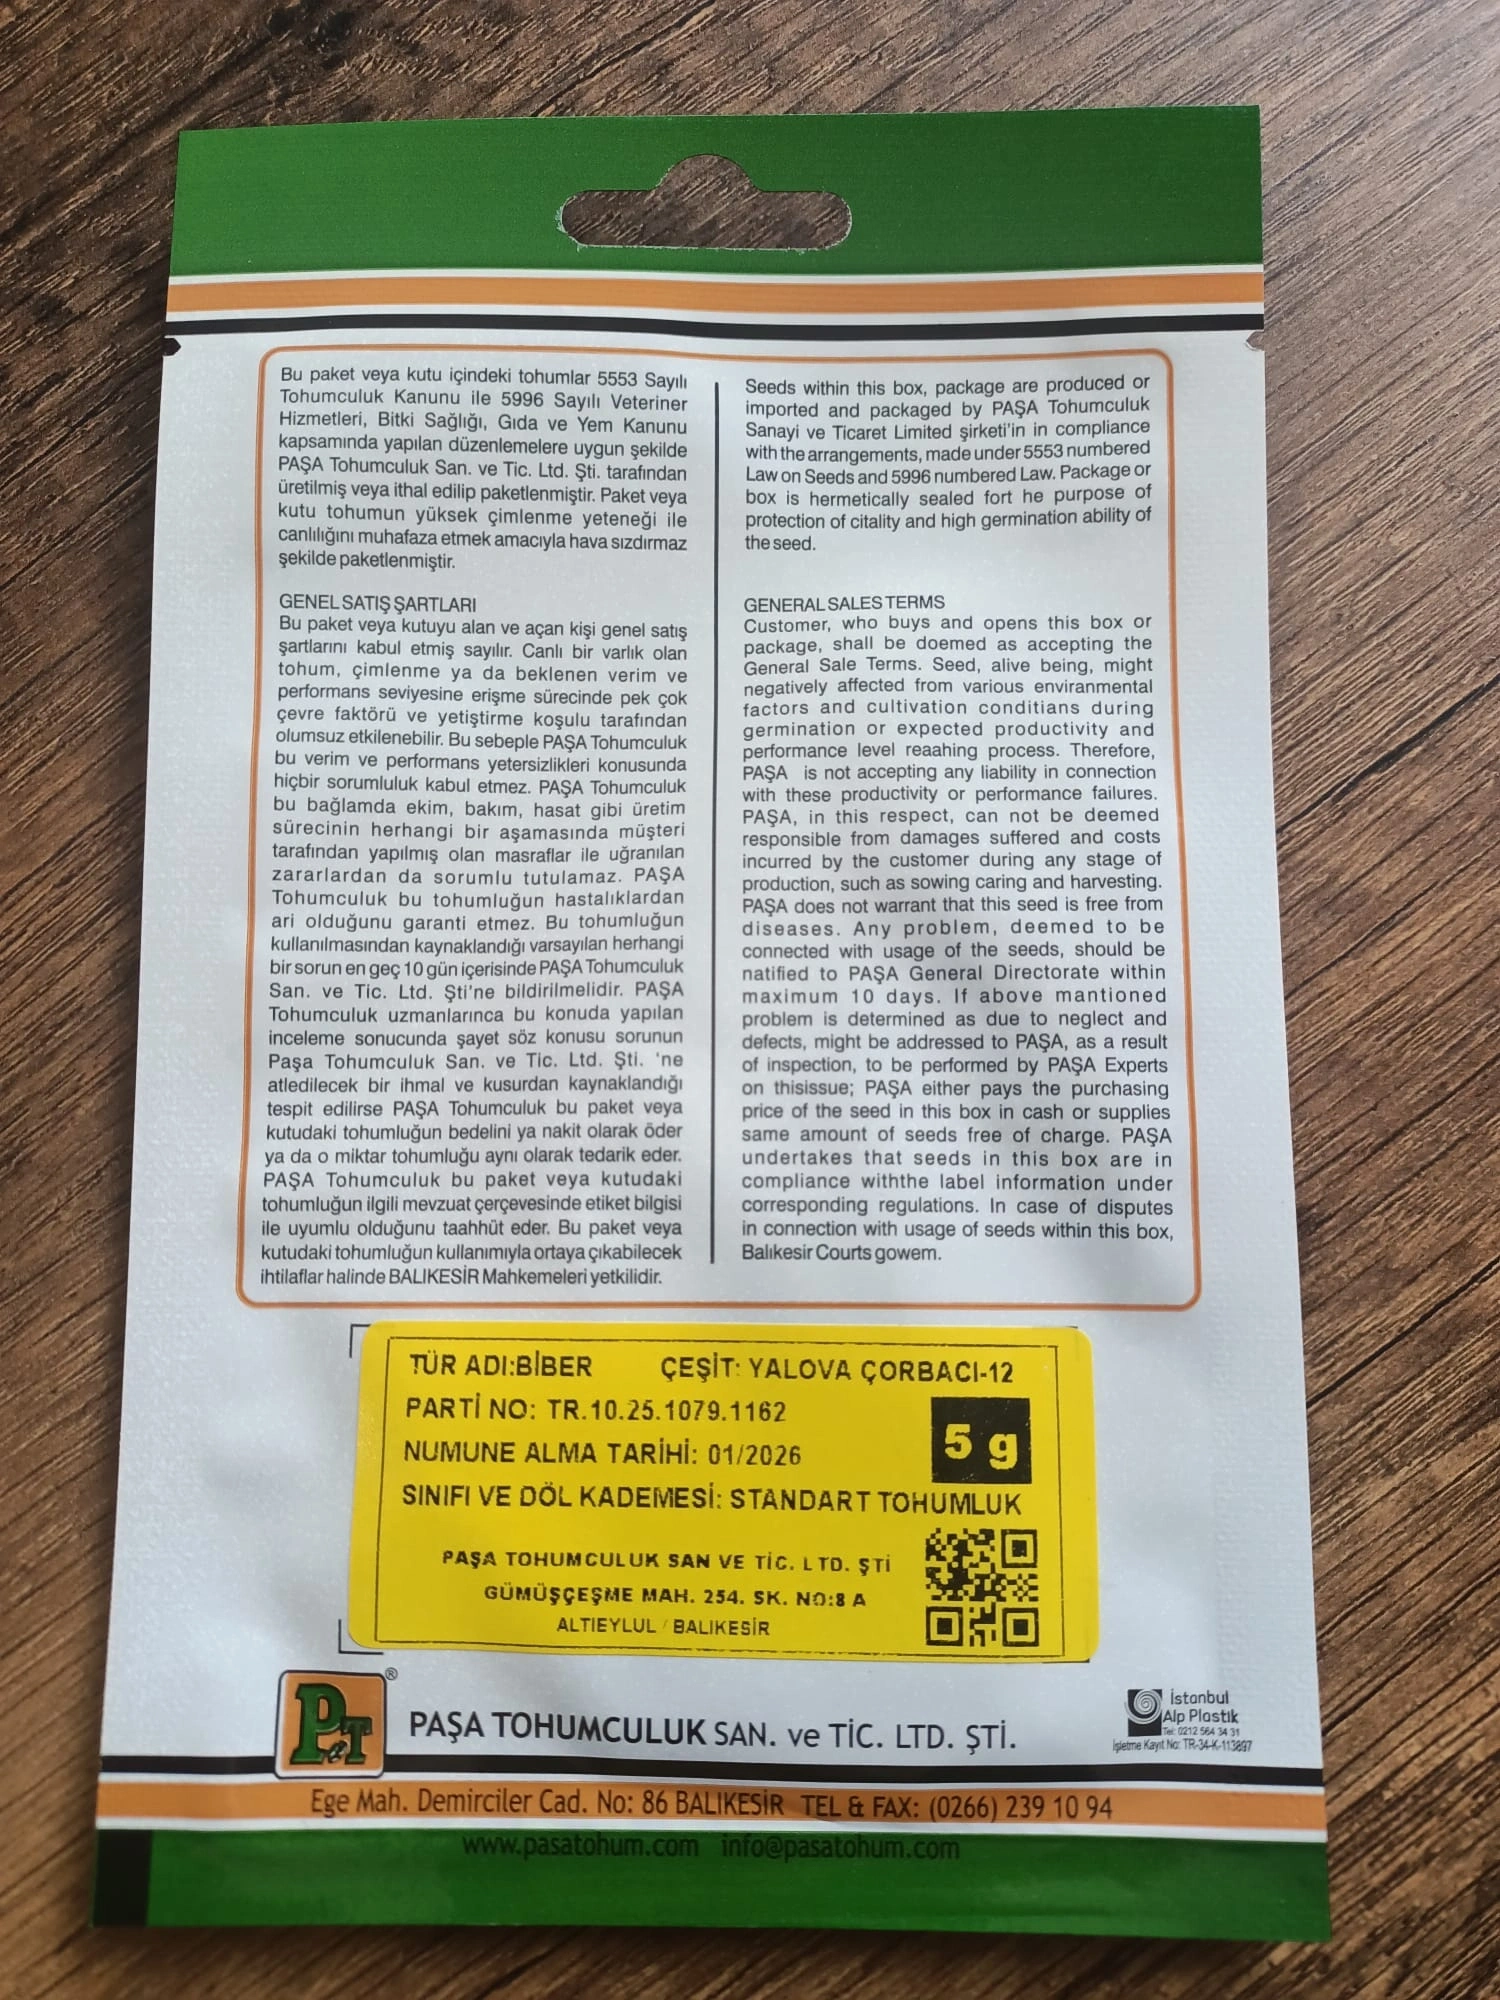 Bu paket veya kutu içindeki tohumlar 5553 Sayılı
Tohumculuk Kanunu ile 5996 Sayılı Veteriner
Hizmetleri, Bitki Sağlığı, Gıda ve Yem Kanunu
kapsamında yapılan düzenlemelere uygun şekilde
PAŞA Tohumculuk San. ve Tic. Ltd. Şti. tarafından
üretilmiş veya ithal edilip paketlenmiştir. Paket veya
kutu tohumun yüksek çimlenme yeteneği ile
canlılığını muhafaza etmek amacıyla hava sızdırmaz
şekilde paketlenmiştir.
GENEL SATIŞ ŞARTLARI
Bu paket veya kutuyu alan ve açan kişi genel satış
şartlarını kabul etmiş sayılır. Canlı bir varlık olan
tohum, çimlenme ya da beklenen verim ve
performans seviyesine erişme sürecinde pek çok
çevre faktörü ve yetiştirme koşulu tarafından
olumsuz etkilenebilir. Bu sebeple PAŞA Tohumculuk
bu verim ve performans yetersizlikleri konusunda
hiçbir sorumluluk kabul etmez. PAŞA Tohumculuk
bu bağlamda ekim, bakım, hasat gibi üretim
sürecinin herhangi bir aşamasında müşteri
tarafından yapılmış olan masraflar ile uğranılan
zararlardan da sorumlu tutulamaz. PAŞA
Tohumculuk bu tohumluğun hastalıklardan
ari olduğunu garanti etmez. Bu tohumluğun
kullanılmasından kaynaklandığı varsayılan herhangi
bir sorun en geç 10 gün içerisinde PAŞA Tohumculuk
San. ve Tic. Ltd. Şti'ne bildirilmelidir. PAŞA
Tohumculuk uzmanlarınca bu konuda yapılan
inceleme sonucunda şayet söz konusu sorunun
Paşa Tohumculuk San. ve Tic. Ltd. Şti. 'ne
atledilecek bir ihmal ve kusurdan kaynaklandığı
tespit edilirse PAŞA Tohumculuk bu paket veya
kutudaki tohumluğun bedelini ya nakit olarak öder
ya da o miktar tohumluğu aynı olarak tedarik eder.
PAŞA Tohumculuk bu paket veya kutudaki
tohumluğun ilgili mevzuat çerçevesinde etiket bilgisi
ile uyumlu olduğunu taahhüt eder. Bu paket veya
kutudaki tohumluğun kullanımıyla ortaya çıkabilecek
ihtilaflar halinde BALIKESİR Mahkemeleri yetkilidir.
Seeds within this box, package are produced or
imported and packaged by PAŞA Tohumculuk
Sanayi ve Ticaret Limited şirketi'in in compliance
with the arrangements, made under 5553 numbered
Law on Seeds and 5996 numbered Law. Package or
box is hermetically sealed fort he purpose of
protection of citality and high germination ability of
the seed.
GENERAL SALES TERMS
Customer, who buys and opens this box or
package, shall be doemed as accepting the
General Sale Terms. Seed, alive being, might
negatively affected from various enviranmental
factors and cultivation conditians during
germination or expected productivity and
performance level reaahing process. Therefore,
PAŞA is not accepting any liability in connection
with these productivity or performance failures.
PAŞA, in this respect, can not be deemed
responsible from damages suffered and costs
incurred by the customer during any stage of
production, such as sowing caring and harvesting.
PAŞA does not warrant that this seed is free from
diseases. Any problem, deemed to be
connected with usage of the seeds, should be
natified to PAŞA General Directorate within
maximum 10 days. If above mantioned
problem is determined as due to neglect and
defects, might be addressed to PAŞA, as a result
of inspection, to be performed by PAŞA Experts
on thisissue; PAŞA either pays the purchasing
price of the seed in this box in cash or supplies
same amount of seeds free of charge. PAŞA
undertakes that seeds in this box are in
compliance withthe label information under
corresponding regulations. In case of disputes
in connection with usage of seeds within this box,
Balıkesir Courts gowem.
TÜR ADI:BİBER ÇEŞİT: YALOVA ÇORBACI-12
PARTİ NO: TR.10.25.1079.1162
5 g
NUMUNE ALMA TARİHİ: 01/2026
SINIFI VE DÖL KADEMESİ: STANDART TOHUMLUK
PAŞA TOHUMCULUK SAN VE TİC. LTD. ŞTİ
GÜMÜŞÇEŞME MAH. 254. SK. NO:8 A
ALTIEYLUL / BALIKESİR
P&T ®
PAŞA TOHUMCULUK SAN. ve TİC. LTD. ŞTİ.
İstanbul
Alp Plastik
Tel: 0212 564 34 31
İşletme Kayıt No: TR-34-K-113897
Ege Mah. Demirciler Cad. No: 86 BALIKESİR TEL & FAX: (0266) 239 10 94
www.pasatohum.com info@pasatohum.com